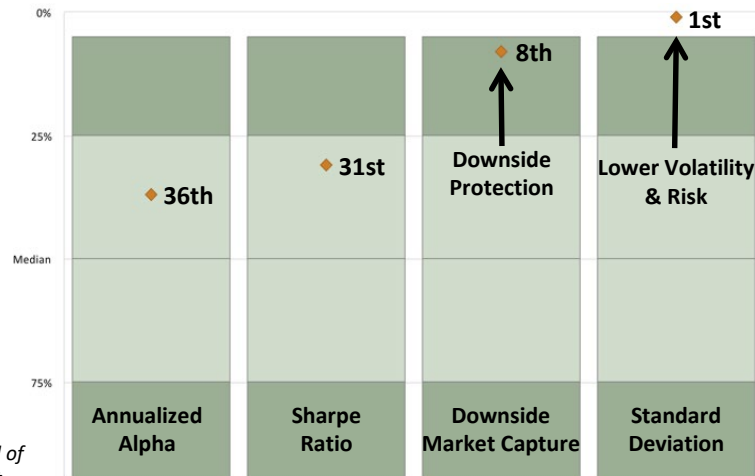 0%
1st
8th
25%
Downside
Protection
Lower Volatility
& Risk
31st
36th
Median
75%
Annualized
Alpha
Sharpe
Ratio
Downside
Market Capture
Standard
Deviation
of